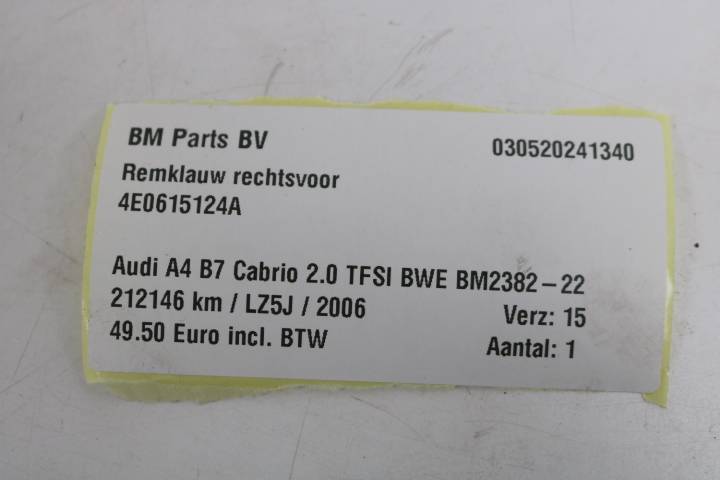 BM Parts BV 030520241340
Remklauw rechtsvoor
4E0615124A
Audi A4 B7 Cabrio 2.0 TFSI BWE BM2382-22
212146 km / LZ5J / 2006 Verz: 15
49.50 Euro incl. BTW Aantal: 1